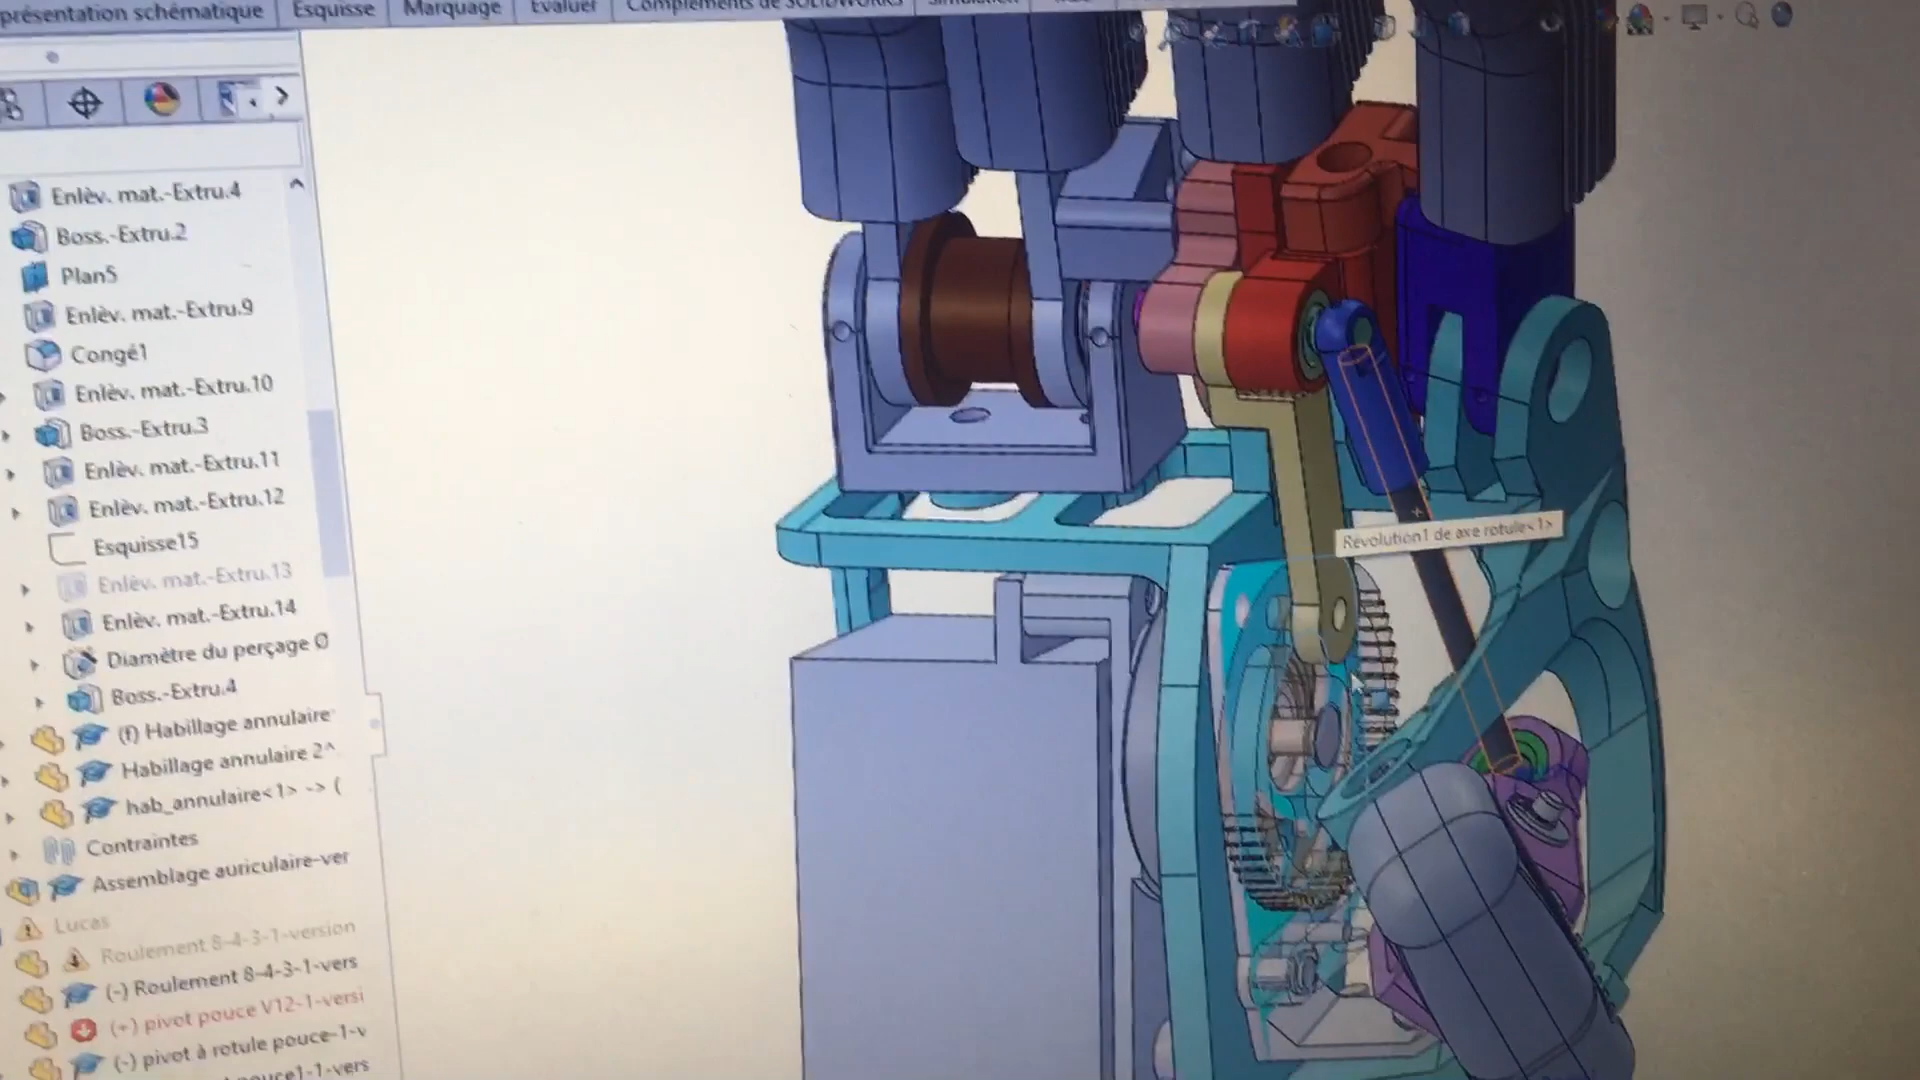 présentation schématique
Esquisse
Marquage
Évaluer
Compléments de SOLIDWORKS
Simulation
Enlèv. mat.-Extru.4
Boss.-Extru.2
Plan5
Enlèv. mat.-Extru.9
Congé1
Enlèv. mat.-Extru.10
Boss.-Extru.3
Enlèv. mat.-Extru.11
Enlèv. mat.-Extru.12
Esquisse15
Enlèv. mat.-Extru.13
Enlèv. mat.-Extru.14
Diamètre du perçage Ø
Boss.-Extru.4
(f) Habillage annulaire
Habillage annulaire 2^
hab_annulaire<1> -> (
Contraintes
Assemblage auriculaire-ver
Lucas
Roulement 8-4-3-1-version
(-) Roulement 8-4-3-1-vers
(+) pivot pouce V12-1-versi
(-) pivot à rotule pouce-1-v
pouce1-1-vers
Révolution1 de axe rotule<1>